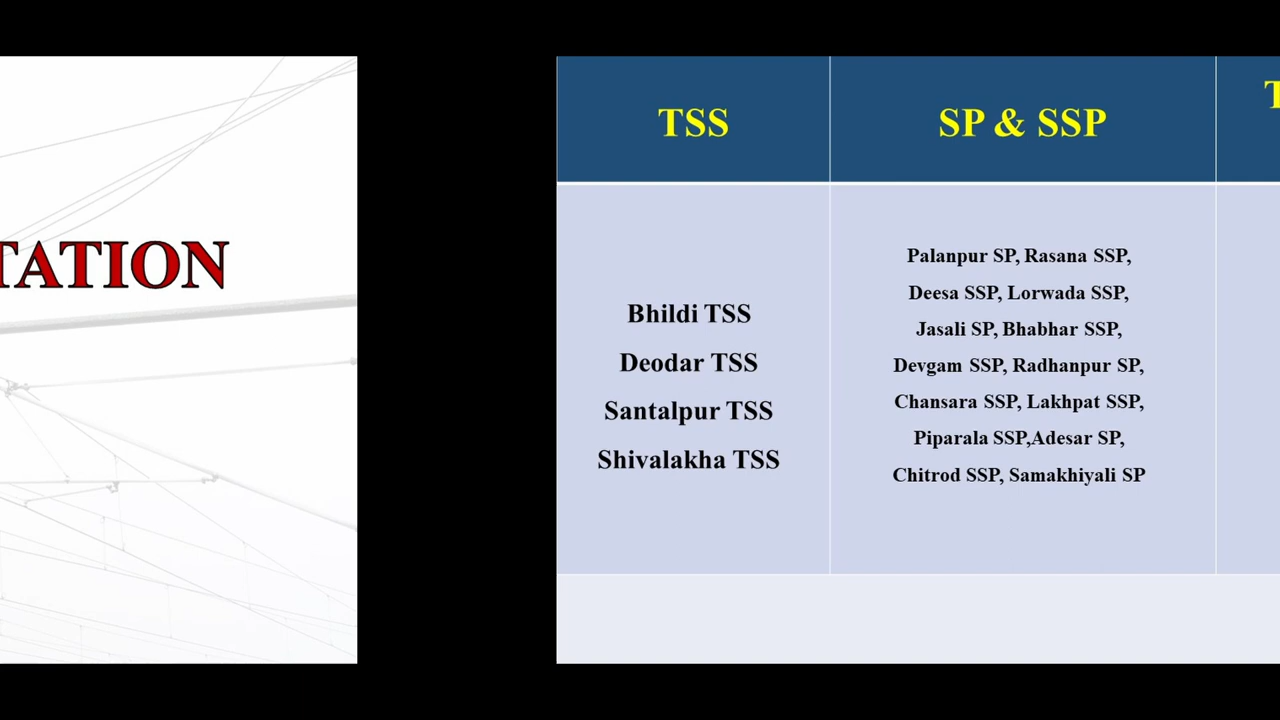 TATION
TSS
SP & SSP
T
Bhildi TSS
Deodar TSS
Santalpur TSS
Shivalakha TSS
Palanpur SP, Rasana SSP,
Deesa SSP, Lorwada SSP,
Jasali SP, Bhabhar SSP,
Devgam SSP, Radhanpur SP,
Chansara SSP, Lakhpat SSP,
Piparala SSP,Adesar SP,
Chitrod SSP, Samakhiyali SP